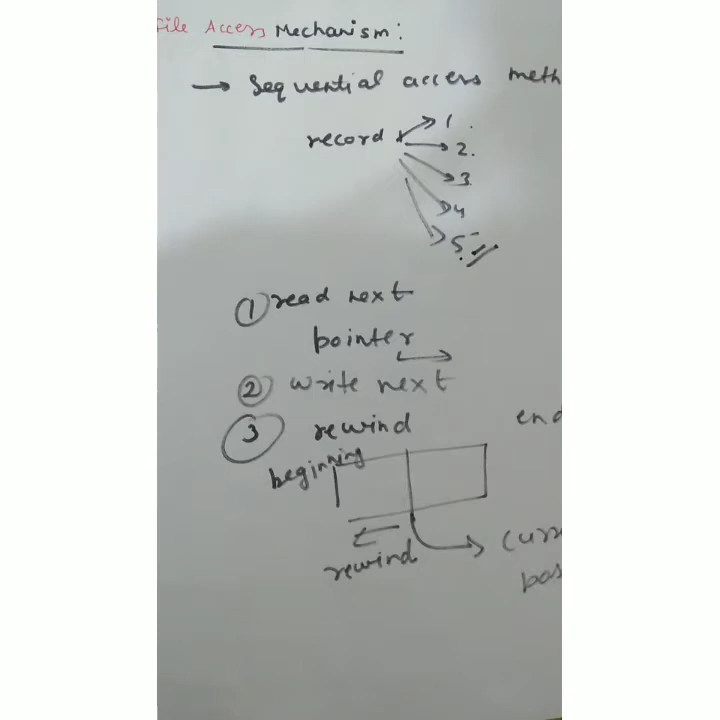 File Access Mechanism:
→ Sequential access meth
record → 1.
→ 2.
→ 3
→ 4
→ 5.
① read next
pointer
② write next
③ rewind
end
beginning
rewind
curr
pos